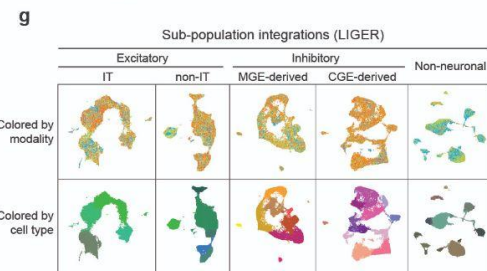 g
Sub-population integrations (LIGER)
Excitatory
Inhibitory
Non-neuronal
IT
non-IT
MGE-derived
CGE-derived
Colored by
modality
Colored by
cell type